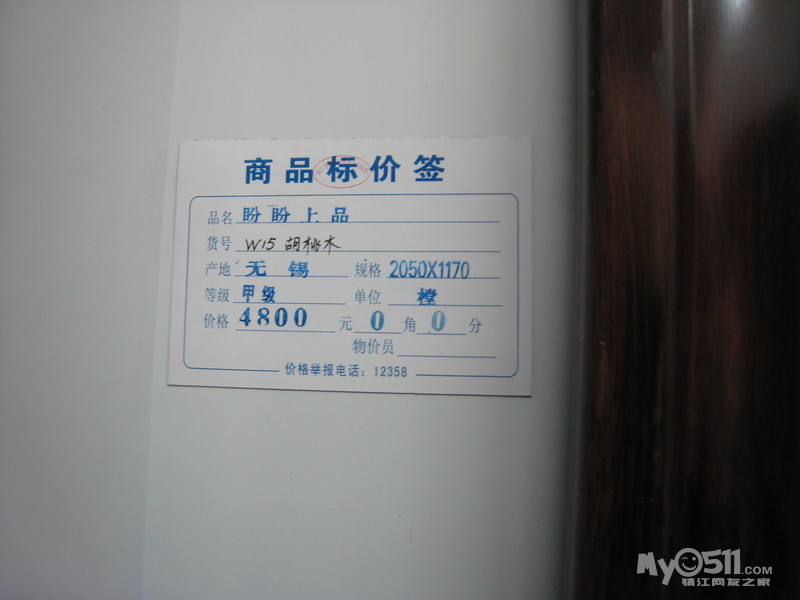 商品标价签
品名 盼盼上品
货号 W15 胡桃木
产地 无锡 规格 2050X1170
等级 甲级 单位 樘
价格 4800 元 0 角 0 分
物价员
价格举报电话：12358
MyO511.COM
镇江网友之家